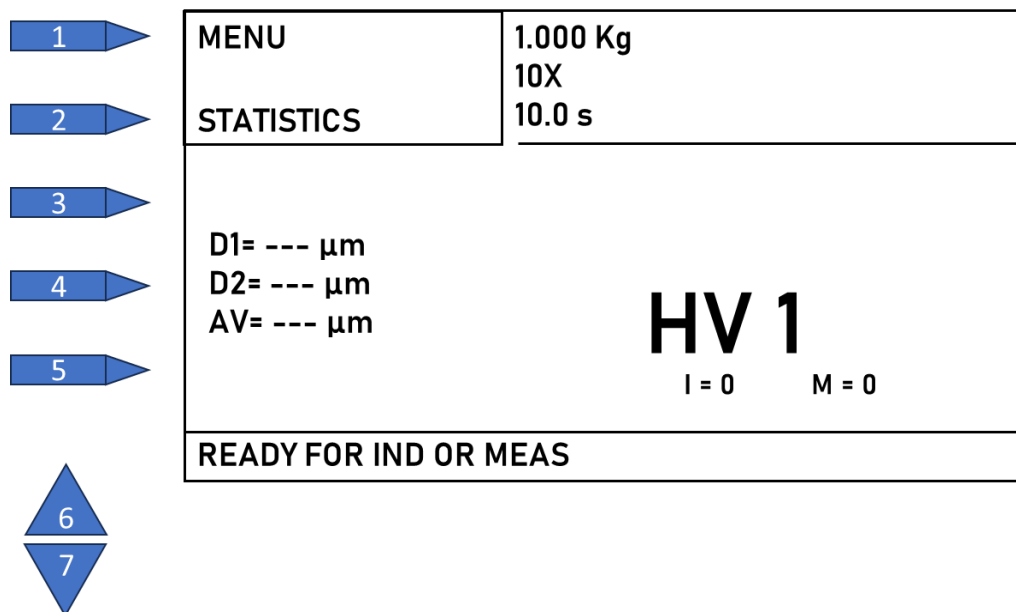 1
MENU
1.000 Kg
10X
2
STATISTICS
10.0 s
3
D1= --- µm
4
D2= --- µm
AV= --- µm
HV 1
5
I = 0
M = 0
READY FOR IND OR MEAS
6
7